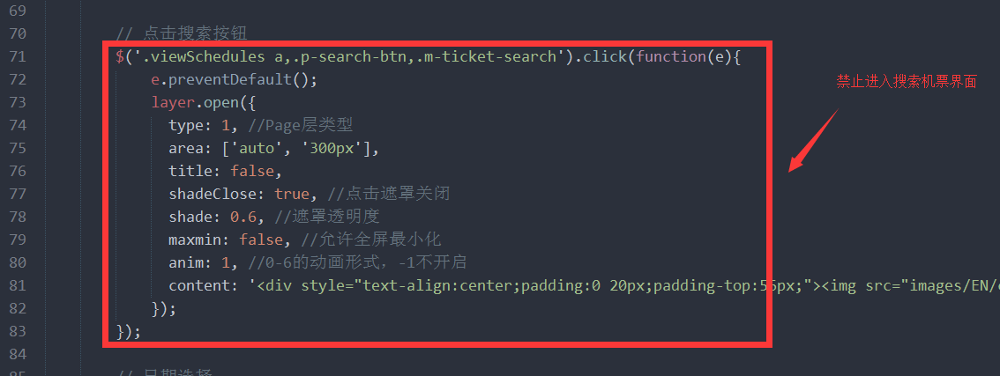 69
70 // 点击搜索按钮
71 $('.viewSchedules a,.p-search-btn,.m-ticket-search').click(function(e){
72 e.preventDefault();
禁止进入搜索机票界面
73 layer.open({
74 type: 1, //Page层类型
75 area: ['auto', '300px'],
76 title: false,
77 shadeClose: true, //点击遮罩关闭
78 shade: 0.6, //遮罩透明度
79 maxmin: false, //允许全屏最小化
80 anim: 1, //0-6的动画形式，-1不开启
81 content: '<div style="text-align:center;padding:0 20px;padding-top:55px;"><img src="images/EN/
82 });
83 });
84
85 // 日期选择